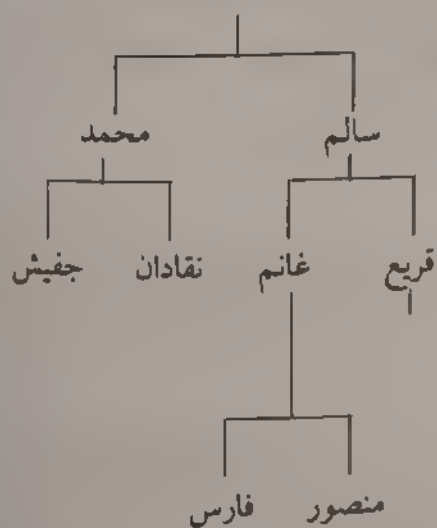 سالم محمد
قريع غانم نقادان جفيش
منصور فارس